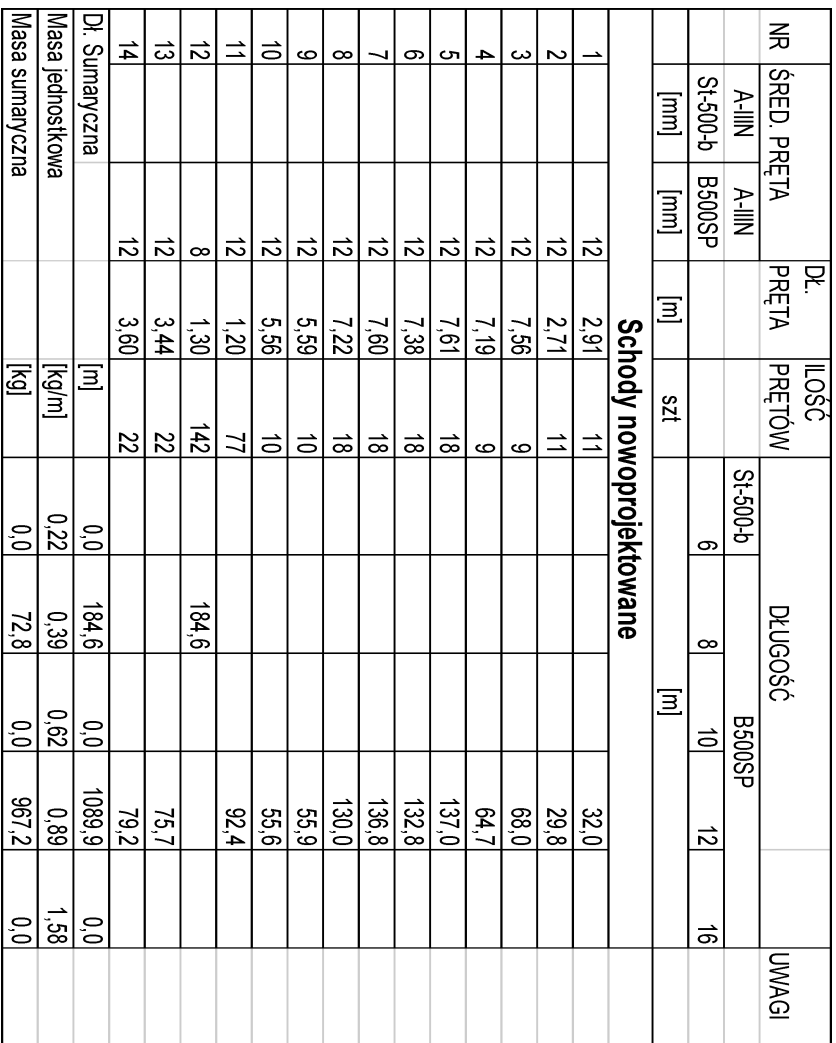 NR ŚRED. PRĘTA DŁ. PRĘTA ILOŚĆ PRĘTÓW DŁUGOŚĆ UWAGI
A-IIIN A-IIIN St-500-b B500SP
St-500-b B500SP 6 8 10 12 16
[mm] [mm] [m] szt [m]
Schody nowoprojektowane
1 12 2,91 11 32,0
2 12 2,71 11 29,8
3 12 7,56 9 68,0
4 12 7,19 9 64,7
5 12 7,61 18 137,0
6 12 7,38 18 132,8
7 12 7,60 18 136,8
8 12 7,22 18 130,0
9 12 5,59 10 55,9
10 12 5,56 10 55,6
11 12 1,20 77 92,4
12 8 1,30 142 184,6
13 12 3,44 22 75,7
14 12 3,60 22 79,2
Dł. Sumaryczna [m] 0,0 184,6 0,0 1089,9 0,0
Masa jednostkowa [kg/m] 0,22 0,39 0,62 0,89 1,58
Masa sumaryczna [kg] 0,0 72,8 0,0 967,2 0,0